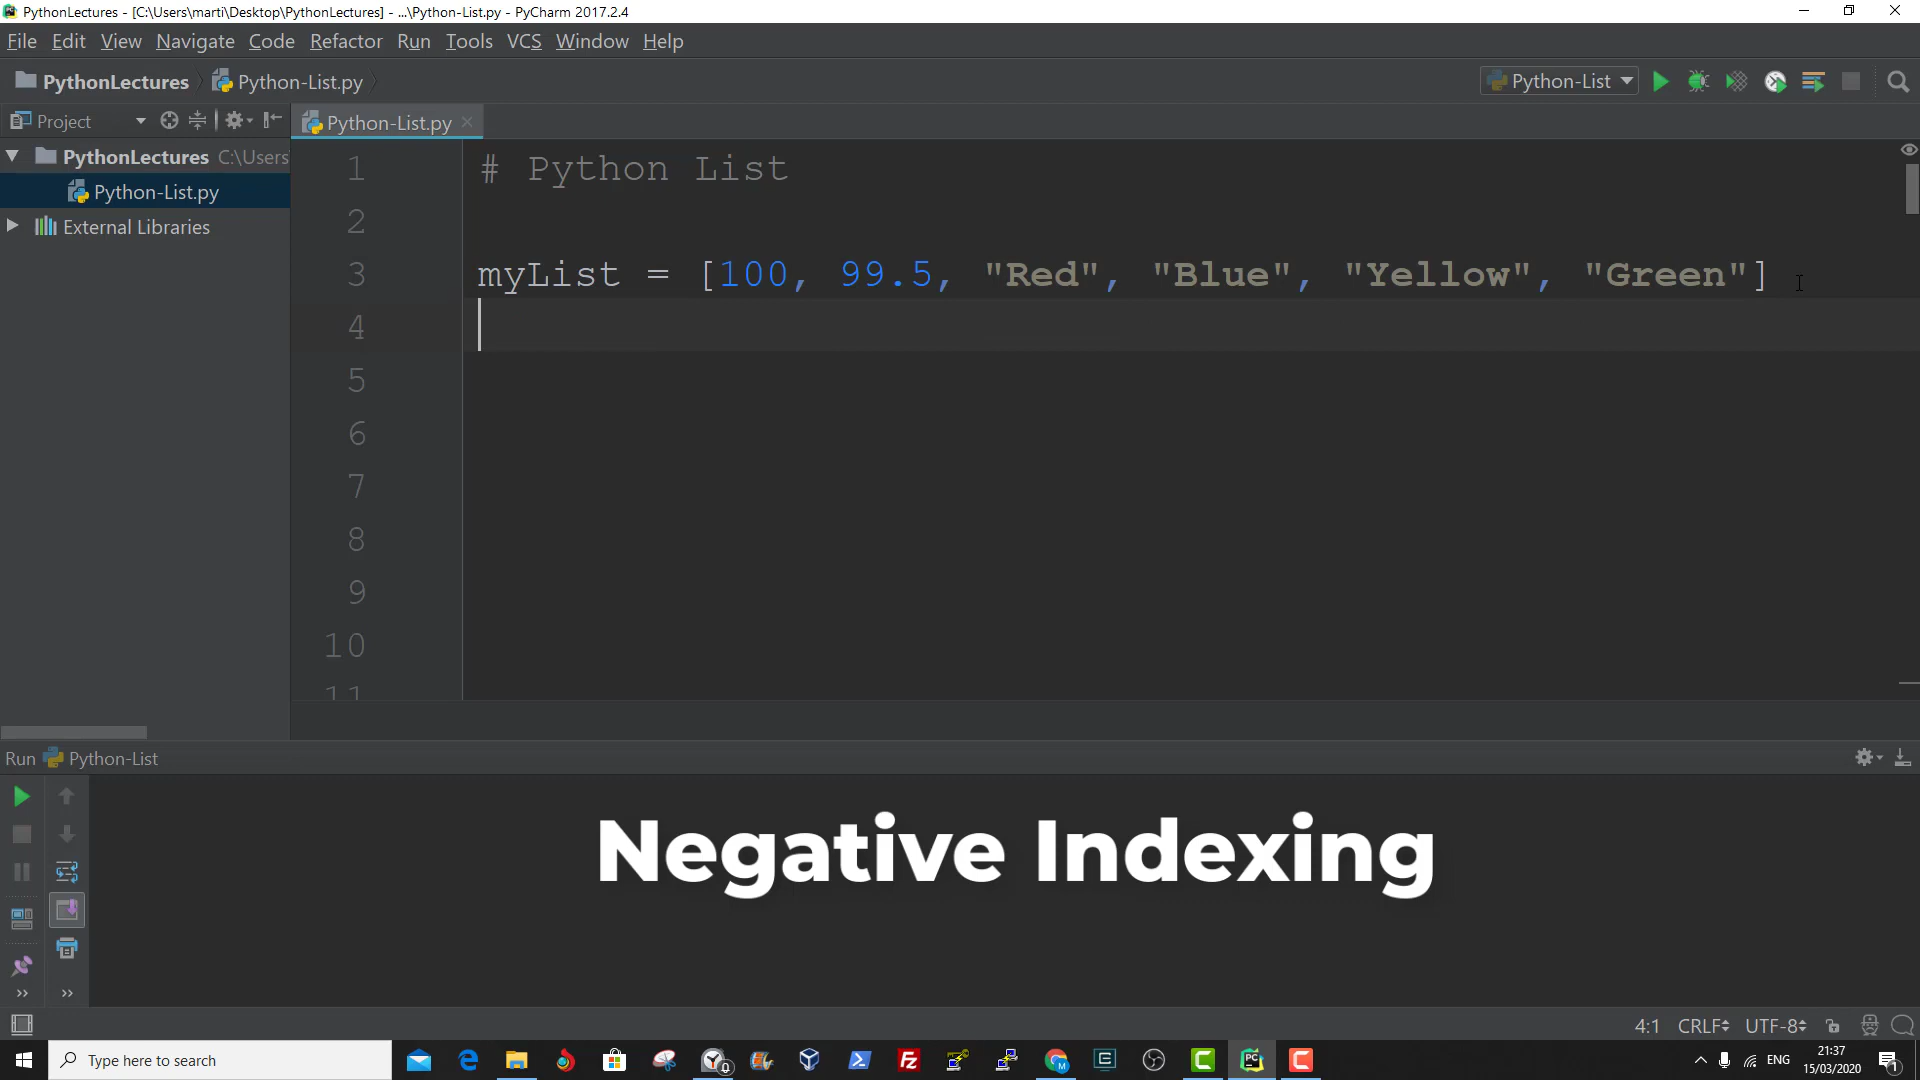 PythonLectures - [C:\Users\marti\Desktop\PythonLectures] - ...\Python-List.py - PyCharm 2017.2.4
File Edit View Navigate Code Refactor Run Tools VCS Window Help
PythonLectures Python-List.py Python-List
Project Python-List.py
PythonLectures C:\Users
Python-List.py
External Libraries
1 # Python List
2
3 myList = [100, 99.5, "Red", "Blue", "Yellow", "Green"]
4
5
6
7
8
9
10
11
Run Python-List
Negative Indexing
4:1 CRLF UTF-8
Type here to search
ENG
21:37
15/03/2020